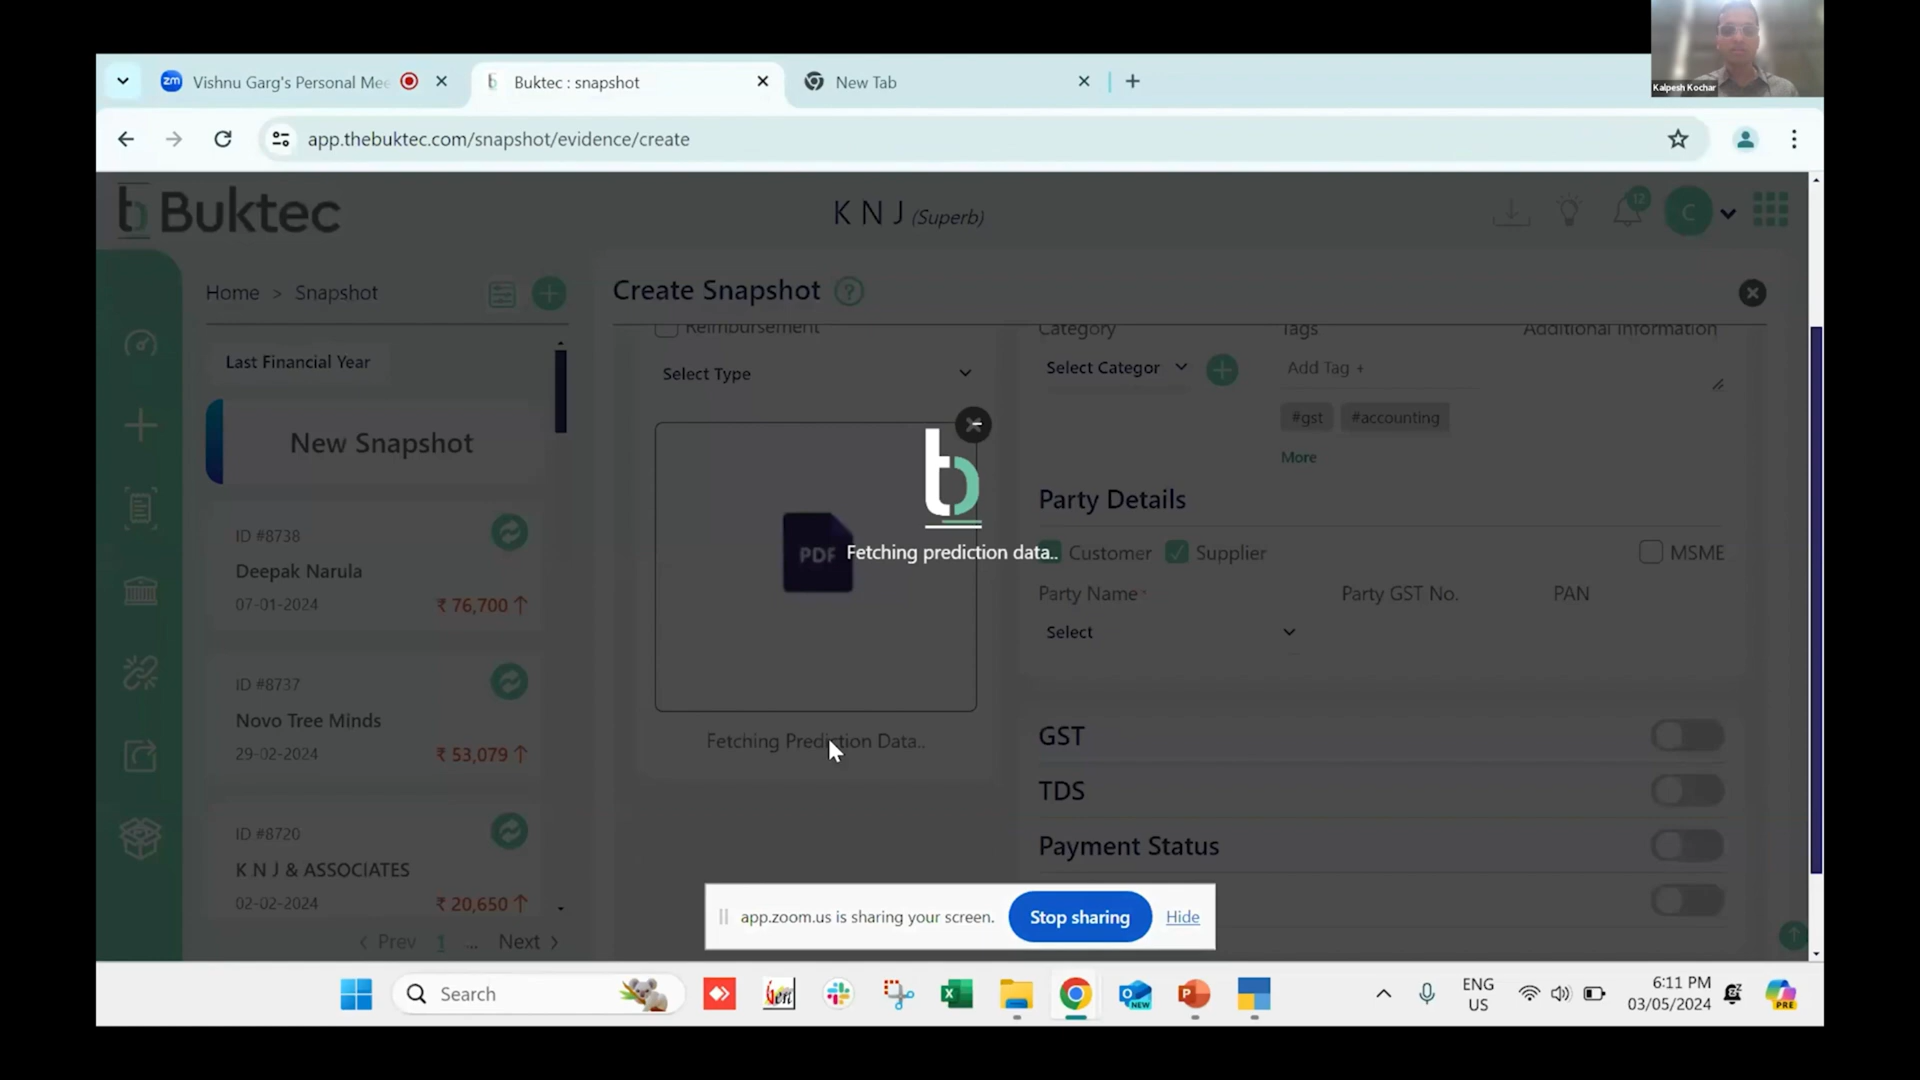 Vishnu Garg's Personal Mee
Buktec : snapshot
New Tab
Kalpesh Kochar
app.thebuktec.com/snapshot/evidence/create
Buktec
K N J (Superb)
12
C
Home > Snapshot
Create Snapshot ?
Last Financial Year
New Snapshot
ID #8738
Deepak Narula
07-01-2024
₹ 76,700
ID #8737
Novo Tree Minds
29-02-2024
₹ 53,079
ID #8720
K N J & ASSOCIATES
02-02-2024
₹ 20,650
Prev 1 ... Next
Reimbursement
Select Type
PDF
Fetching prediction data..
Fetching Prediction Data..
Category
Select Categor
Tags
Add Tag +
#gst
#accounting
More
Additional Information
Party Details
Customer
Supplier
MSME
Party Name *
Party GST No.
PAN
Select
GST
TDS
Payment Status
app.zoom.us is sharing your screen.
Stop sharing
Hide
Search
ENG
US
6:11 PM
03/05/2024